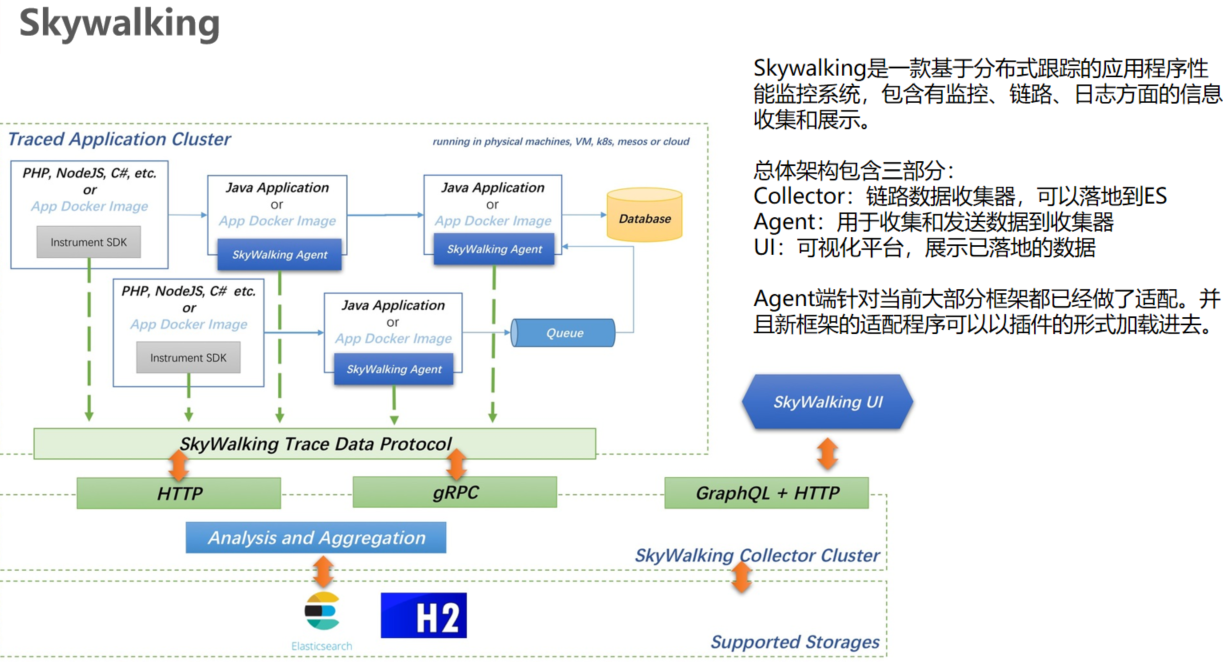 Skywalking
Skywalking是一款基于分布式跟踪的应用程序性
能监控系统，包含有监控、链路、日志方面的信息
收集和展示。
总体架构包含三部分：
Collector：链路数据收集器，可以落地到ES
Agent：用于收集和发送数据到收集器
UI：可视化平台，展示已落地的数据
Agent端针对当前大部分框架都已经做了适配。并
且新框架的适配程序可以以插件的形式加载进去。
Traced Application Cluster
running in physical machines, VM, k8s, mesos or cloud
PHP, NodeJS, C#, etc.
or
App Docker Image
Instrument SDK
Java Application
or
App Docker Image
SkyWalking Agent
Java Application
or
App Docker Image
SkyWalking Agent
Database
PHP, NodeJS, C# etc.
or
App Docker Image
Instrument SDK
Java Application
or
App Docker Image
SkyWalking Agent
Queue
SkyWalking UI
SkyWalking Trace Data Protocol
HTTP
gRPC
GraphQL + HTTP
Analysis and Aggregation
SkyWalking Collector Cluster
Elasticsearch
H2
Supported Storages